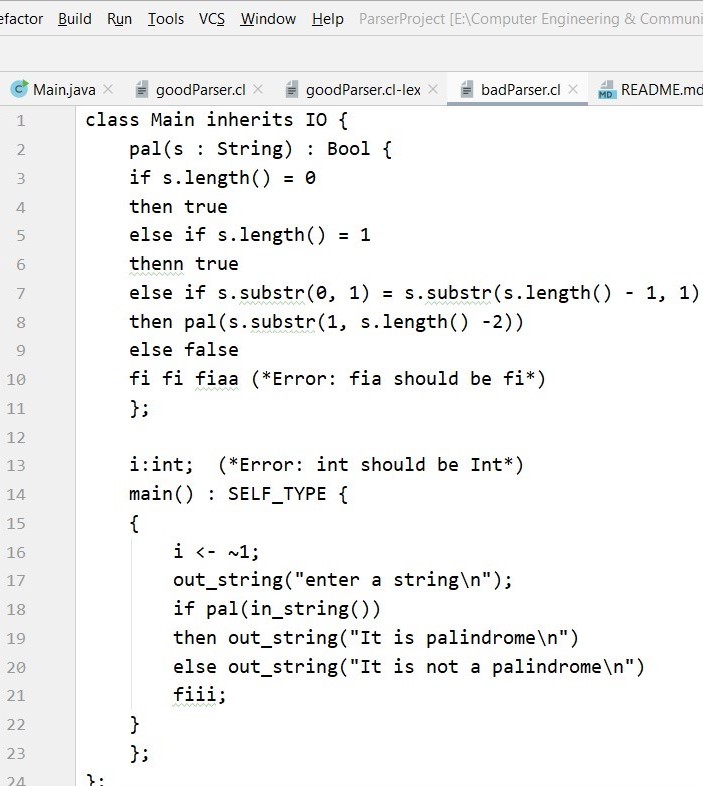 efactor Build Run Tools VCS Window Help ParserProject [E:\Computer Engineering & Communi
Main.java goodParser.cl goodParser.cl-lex badParser.cl README.md
1 class Main inherits IO {
2 pal(s : String) : Bool {
3 if s.length() = 0
4 then true
5 else if s.length() = 1
6 thenn true
7 else if s.substr(0, 1) = s.substr(s.length() - 1, 1)
8 then pal(s.substr(1, s.length() -2))
9 else false
10 fi fi fiaa (*Error: fia should be fi*)
11 };
12
13 i:int; (*Error: int should be Int*)
14 main() : SELF_TYPE {
15 {
16 i <- ~1;
17 out_string("enter a string\n");
18 if pal(in_string())
19 then out_string("It is palindrome\n")
20 else out_string("It is not a palindrome\n")
21 fiii;
22 }
23 };
24 };